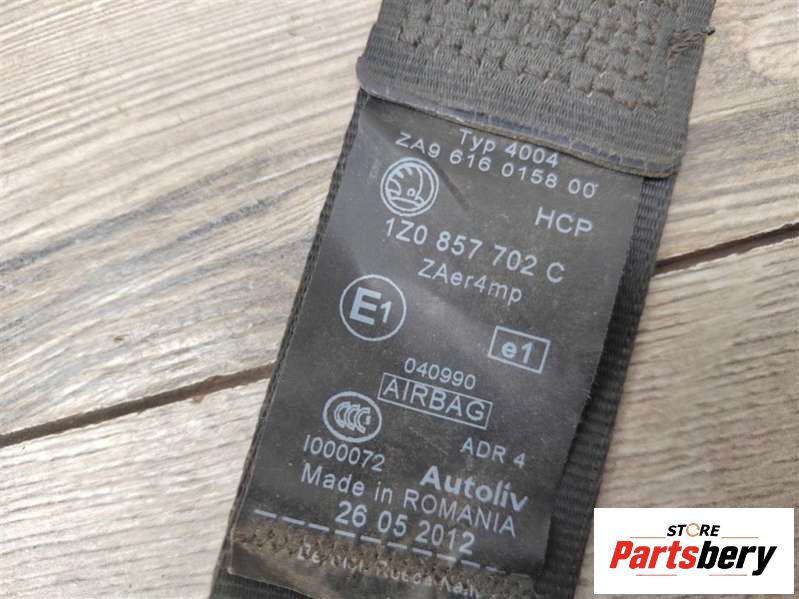 Typ 4004
ZA9 616 0158 00
HCP
1Z0 857 702 C
ZAer4mp
E1
e1
040990
AIRBAG
CCC
ADR 4
I000072
Autoliv
Made in ROMANIA
26 05 2012
STORE
Partsbery